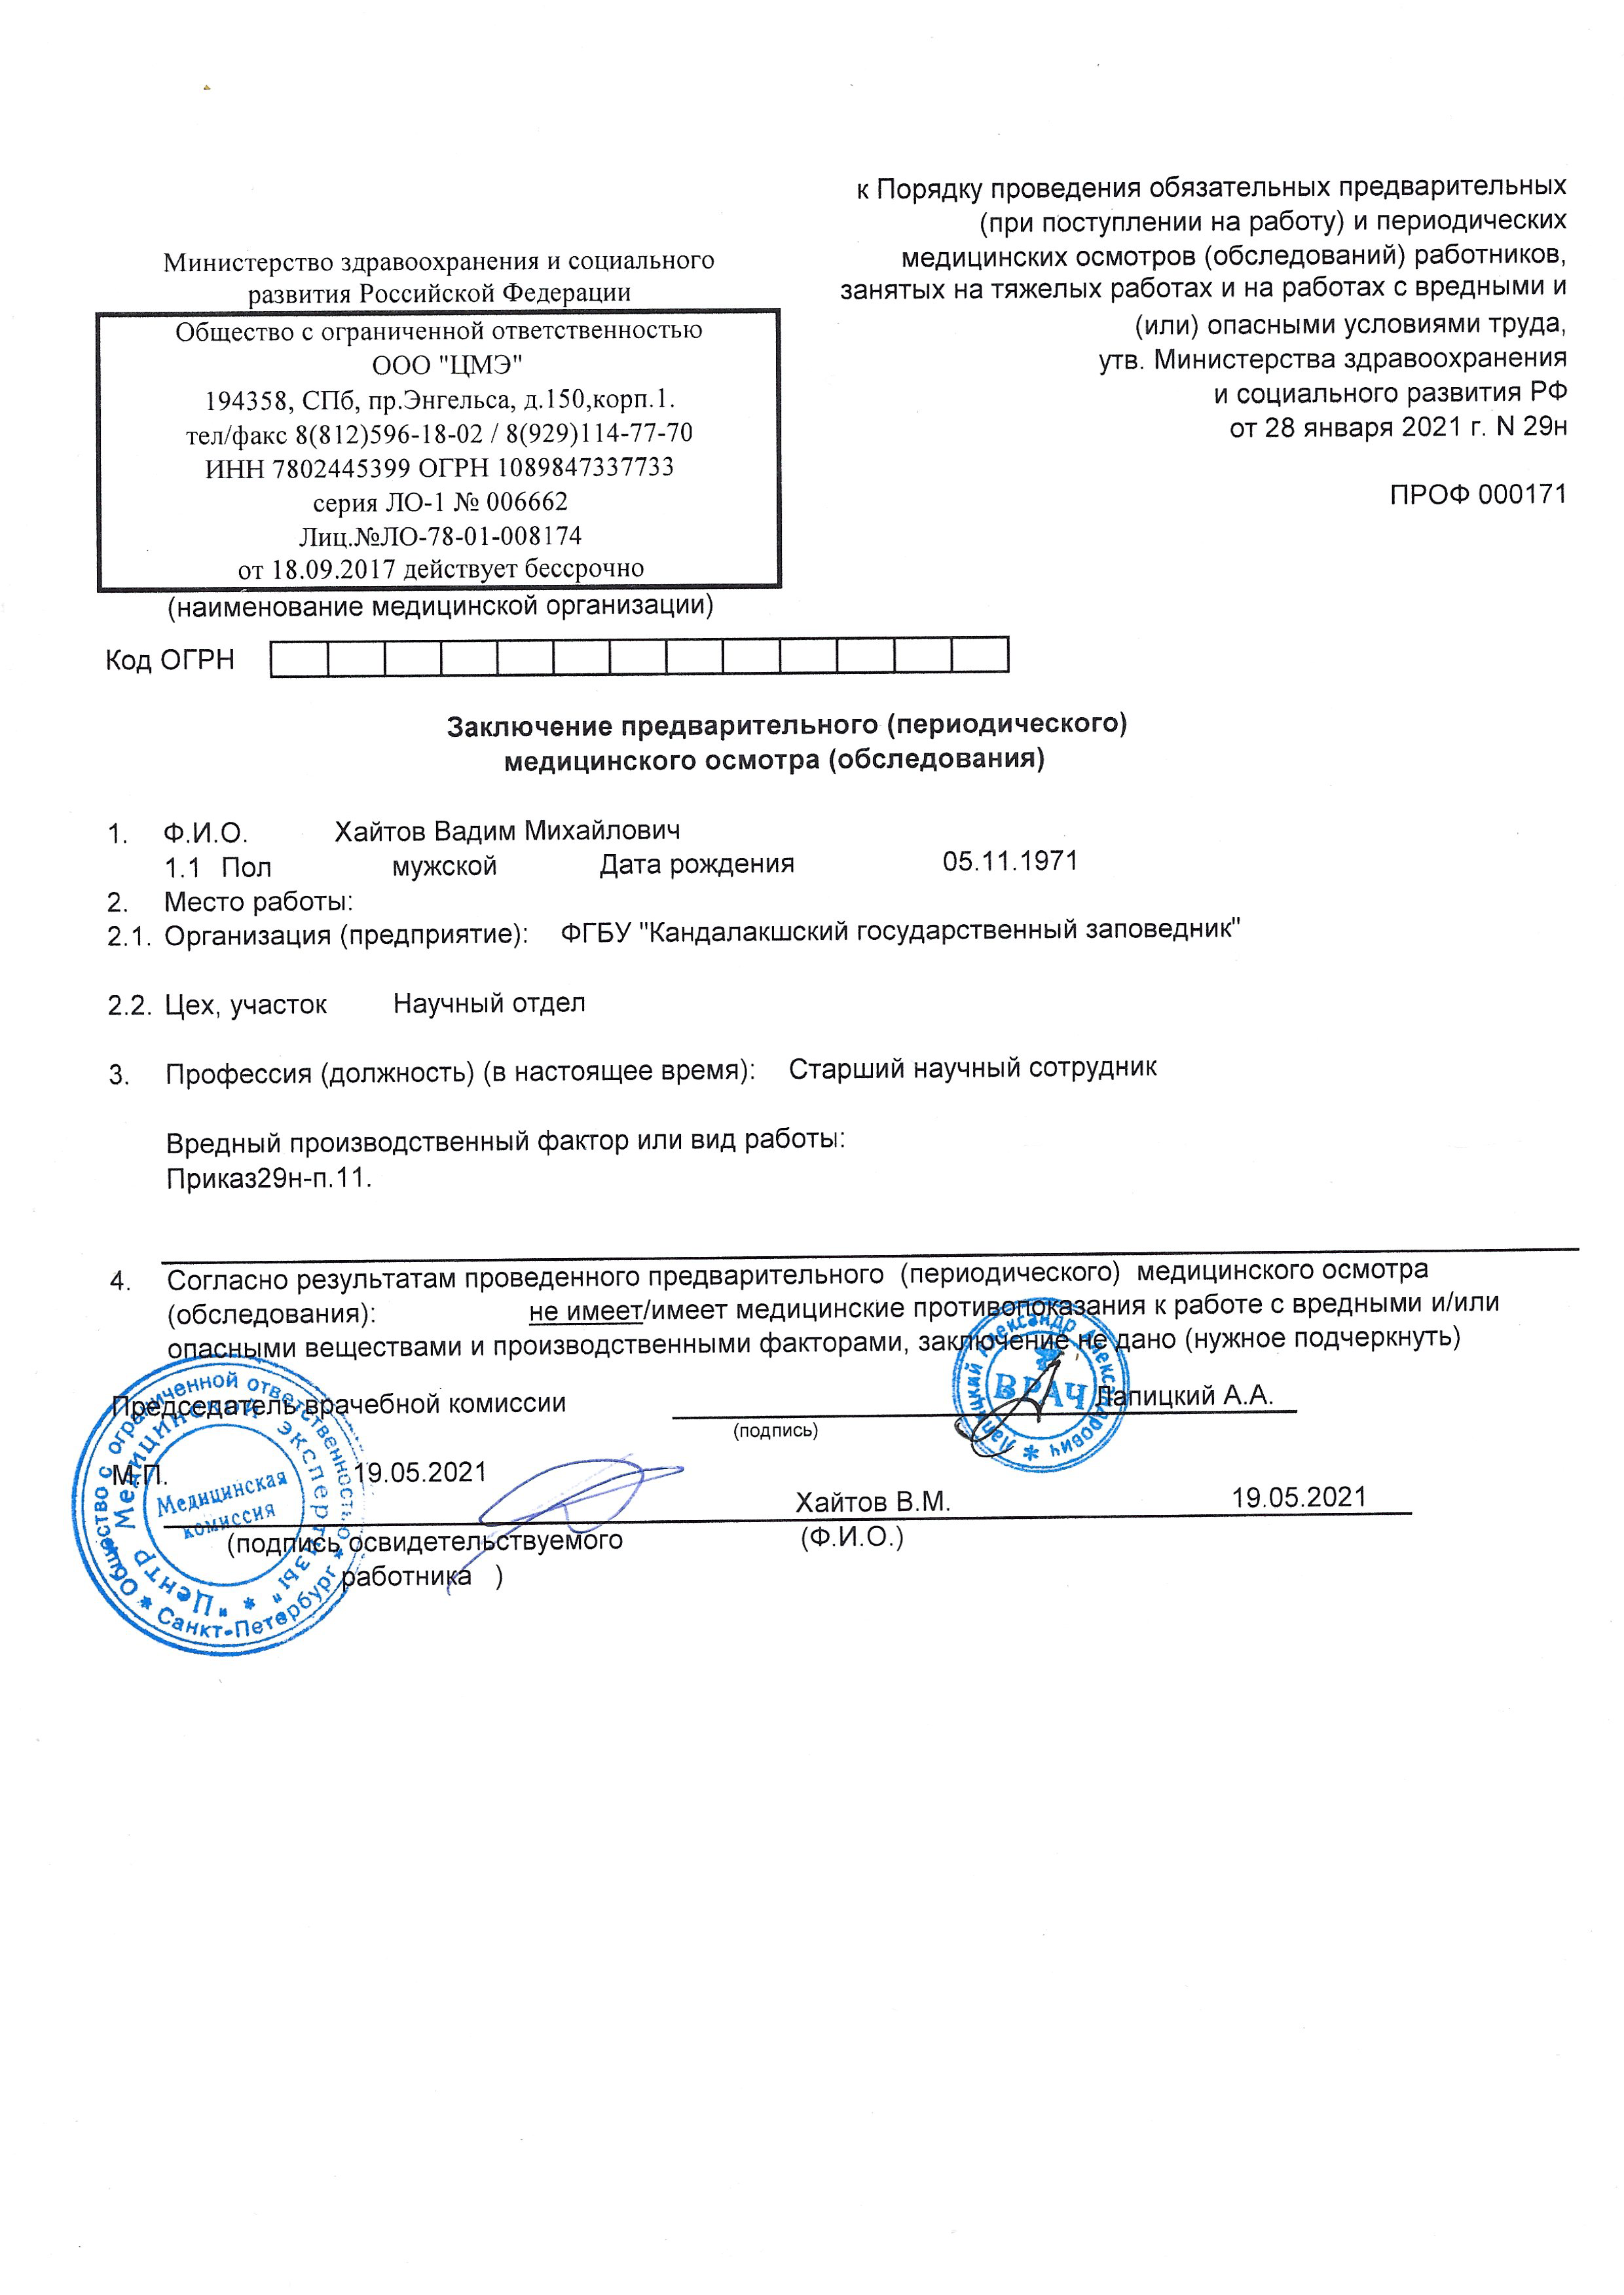 к Порядку проведения обязательных предварительных
(при поступлении на работу) и периодических
медицинских осмотров (обследований) работников,
занятых на тяжелых работах и на работах с вредными и
(или) опасными условиями труда,
утв. Министерства здравоохранения
и социального развития РФ
от 28 января 2021 г. N 29н
ПРОФ 000171
Министерство здравоохранения и социального
развития Российской Федерации
Общество с ограниченной ответственностью
ООО "ЦМЭ"
194358, СПб, пр.Энгельса, д.150,корп.1.
тел/факс 8(812)596-18-02 / 8(929)114-77-70
ИНН 7802445399 ОГРН 1089847337733
серия ЛО-1 № 006662
Лиц.№ЛО-78-01-008174
от 18.09.2017 действует бессрочно
(наименование медицинской организации)
Код ОГРН
Заключение предварительного (периодического)
медицинского осмотра (обследования)
1. Ф.И.О. Хайтов Вадим Михайлович
1.1 Пол мужской Дата рождения 05.11.1971
2. Место работы:
2.1. Организация (предприятие): ФГБУ "Кандалакшский государственный заповедник"
2.2. Цех, участок Научный отдел
3. Профессия (должность) (в настоящее время): Старший научный сотрудник
Вредный производственный фактор или вид работы:
Приказ29н-п.11.
4. Согласно результатам проведенного предварительного (периодического) медицинского осмотра
(обследования): не имеет/имеет медицинские противопоказания к работе с вредными и/или
опасными веществами и производственными факторами, заключение не дано (нужное подчеркнуть)
Председатель врачебной комиссии Лапицкий А.А.
(подпись)
М.П. 19.05.2021
Хайтов В.М. 19.05.2021
(подпись освидетельствуемого (Ф.И.О.)
работника )
Лапицкий Александр Александрович
ВРАЧ
Общество с ограниченной ответственностью
Санкт-Петербург
"Центр Медицинской экспертизы"
Медицинская
комиссия